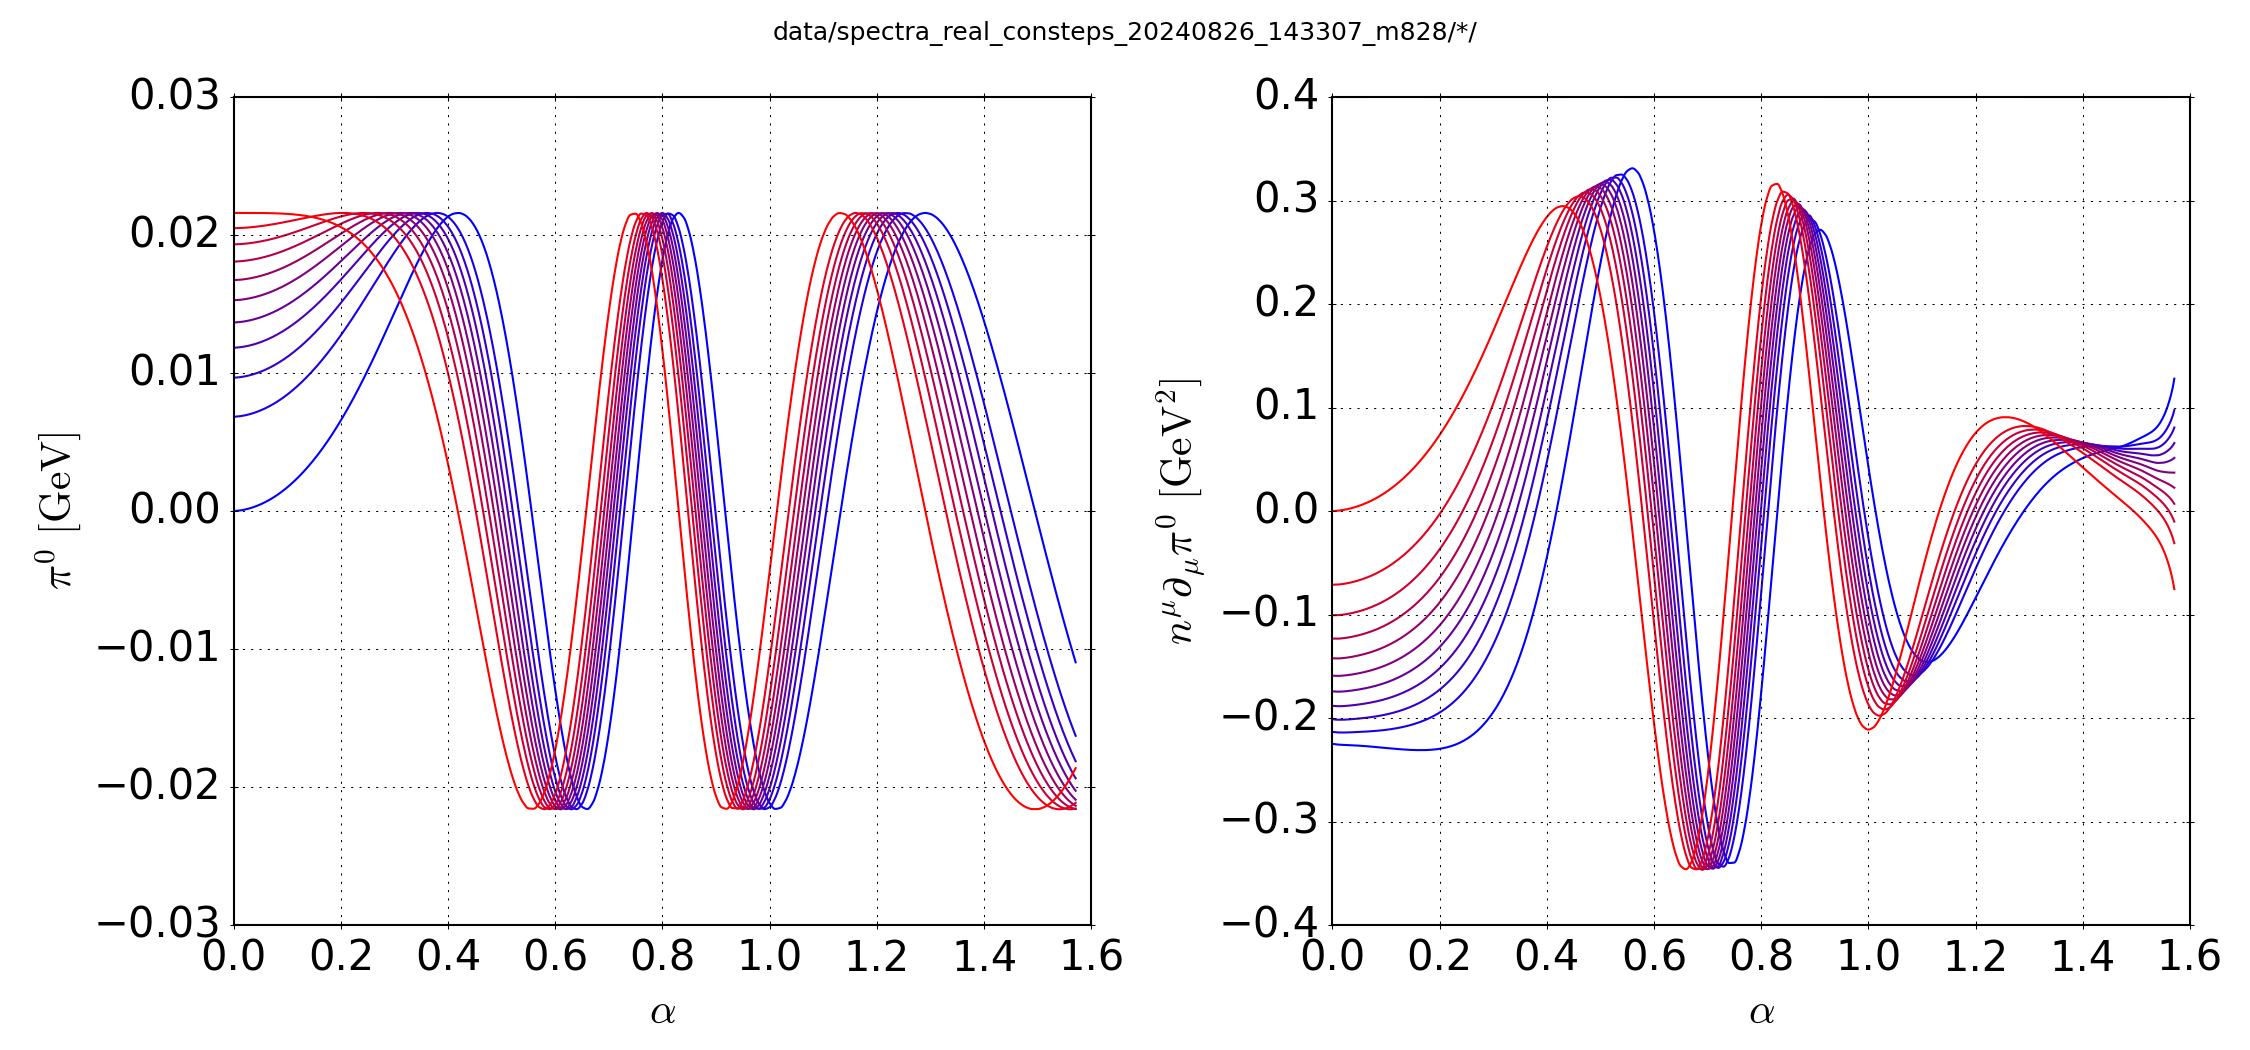 data/spectra_real_consteps_20240826_143307_m828/*/
0.03
0.02
0.01
0.00
−0.01
−0.02
−0.03
π⁰ [GeV]
0.0 0.2 0.4 0.6 0.8 1.0 1.2 1.4 1.6
α
0.4
0.3
0.2
0.1
0.0
−0.1
−0.2
−0.3
−0.4
n^μ ∂_μ π⁰ [GeV²]
0.0 0.2 0.4 0.6 0.8 1.0 1.2 1.4 1.6
α